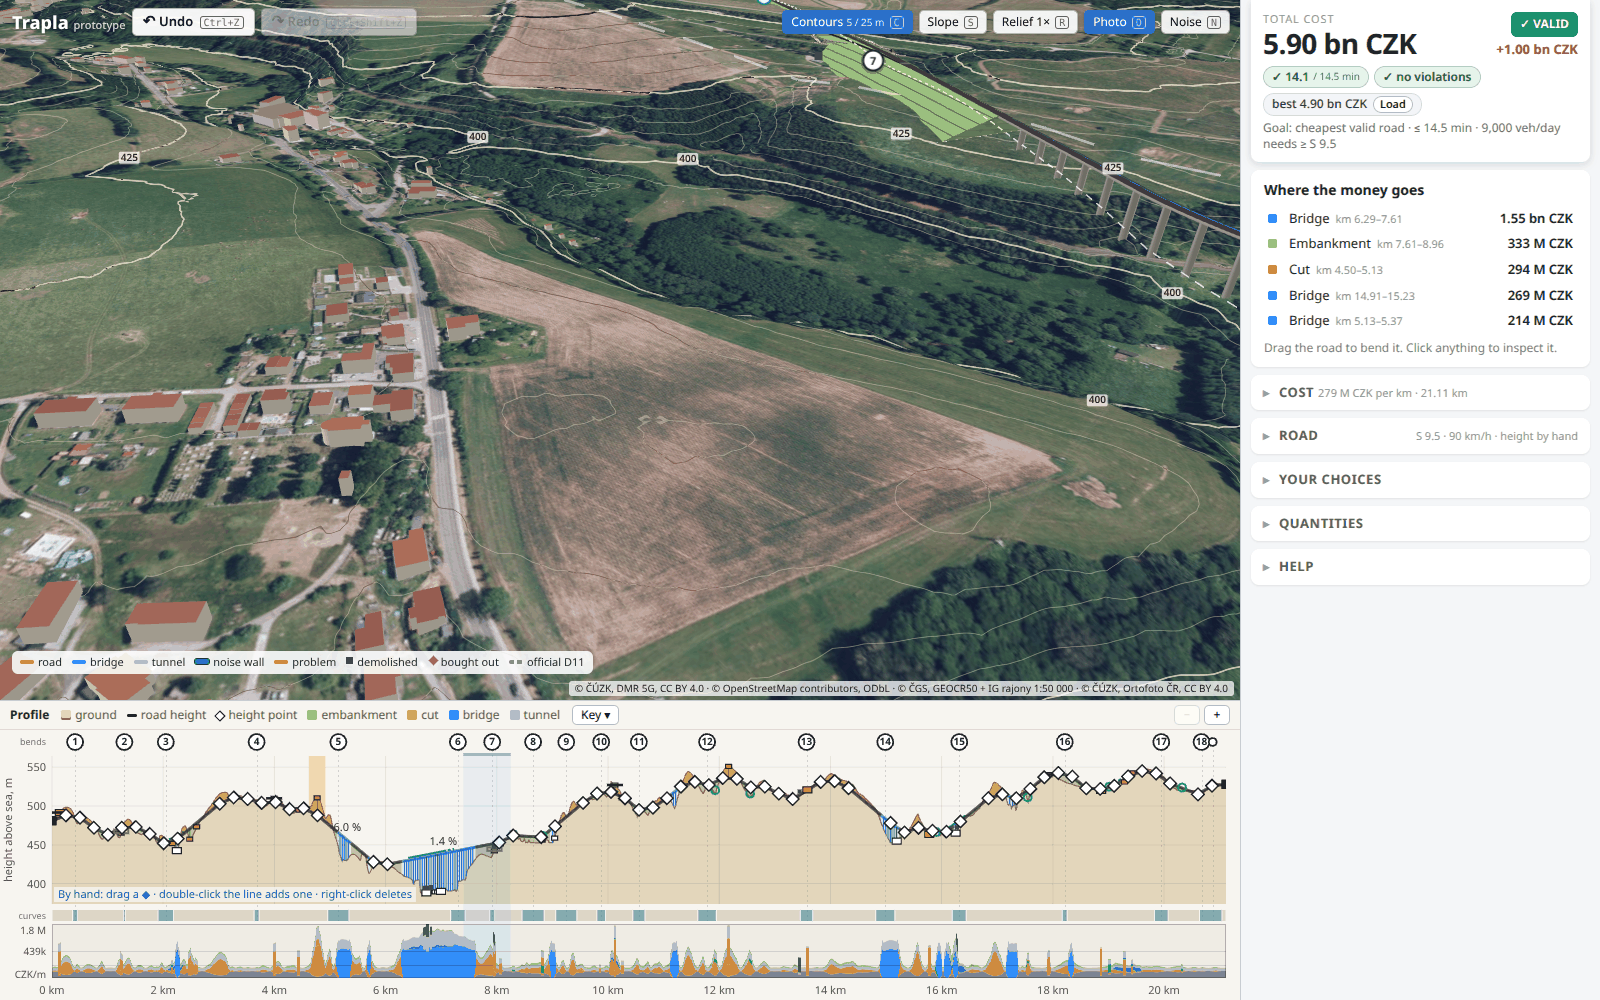 Trapla prototype
↶ Undo Ctrl+Z
↷ Redo Ctrl+Shift+Z
Contours 5 / 25 m C
Slope S
Relief 1× R
Photo O
Noise N
7
425
400
400
425
425
400
400
road
bridge
tunnel
noise wall
problem
demolished
bought out
official D11
© ČÚZK, DMR 5G, CC BY 4.0 · © OpenStreetMap contributors, ODbL · © ČGS, GEOCR50 + IG rajony 1:50 000 · © ČÚZK, Ortofoto ČR, CC BY 4.0
TOTAL COST
5.90 bn CZK
✓ VALID
+1.00 bn CZK
✓ 14.1 / 14.5 min
✓ no violations
best 4.90 bn CZK Load
Goal: cheapest valid road · ≤ 14.5 min · 9,000 veh/day
needs ≥ S 9.5
Where the money goes
Bridge km 6.29–7.61 1.55 bn CZK
Embankment km 7.61–8.96 333 M CZK
Cut km 4.50–5.13 294 M CZK
Bridge km 14.91–15.23 269 M CZK
Bridge km 5.13–5.37 214 M CZK
Drag the road to bend it. Click anything to inspect it.
▸ COST 279 M CZK per km · 21.11 km
▸ ROAD S 9.5 · 90 km/h · height by hand
▸ YOUR CHOICES
▸ QUANTITIES
▸ HELP
Profile
ground
road height
height point
embankment
cut
bridge
tunnel
Key ▾
−
+
bends 1 2 3 4 5 6 7 8 9 10 11 12 13 14 15 16 17 18
height above sea, m
550
500
450
400
6.0 %
1.4 %
By hand: drag a ◆ · double-click the line adds one · right-click deletes
curves
1.8 M
439k
CZK/m
0 km 2 km 4 km 6 km 8 km 10 km 12 km 14 km 16 km 18 km 20 km